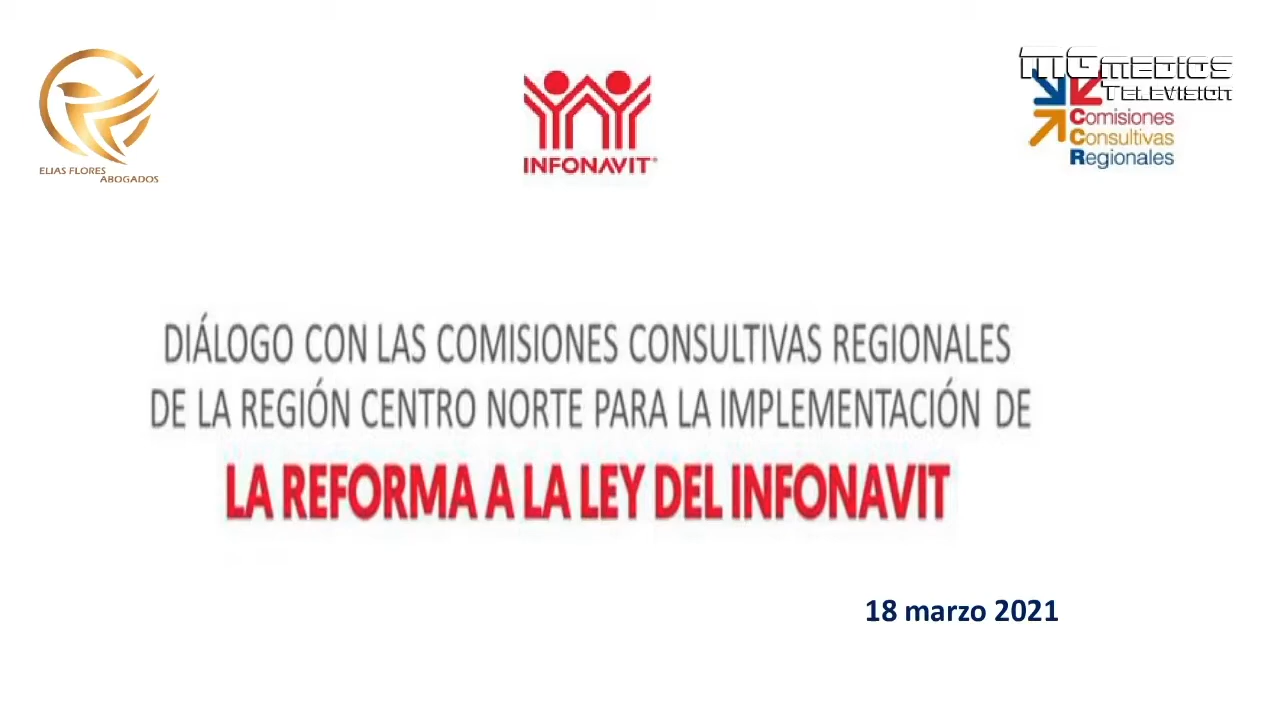 ELIAS FLORES
ABOGADOS
INFONAVIT®
MG MEDIOS
TELEVISION
Comisiones
Consultivas
Regionales
DIÁLOGO CON LAS COMISIONES CONSULTIVAS REGIONALES
DE LA REGIÓN CENTRO NORTE PARA LA IMPLEMENTACIÓN DE
LA REFORMA A LA LEY DEL INFONAVIT
18 marzo 2021